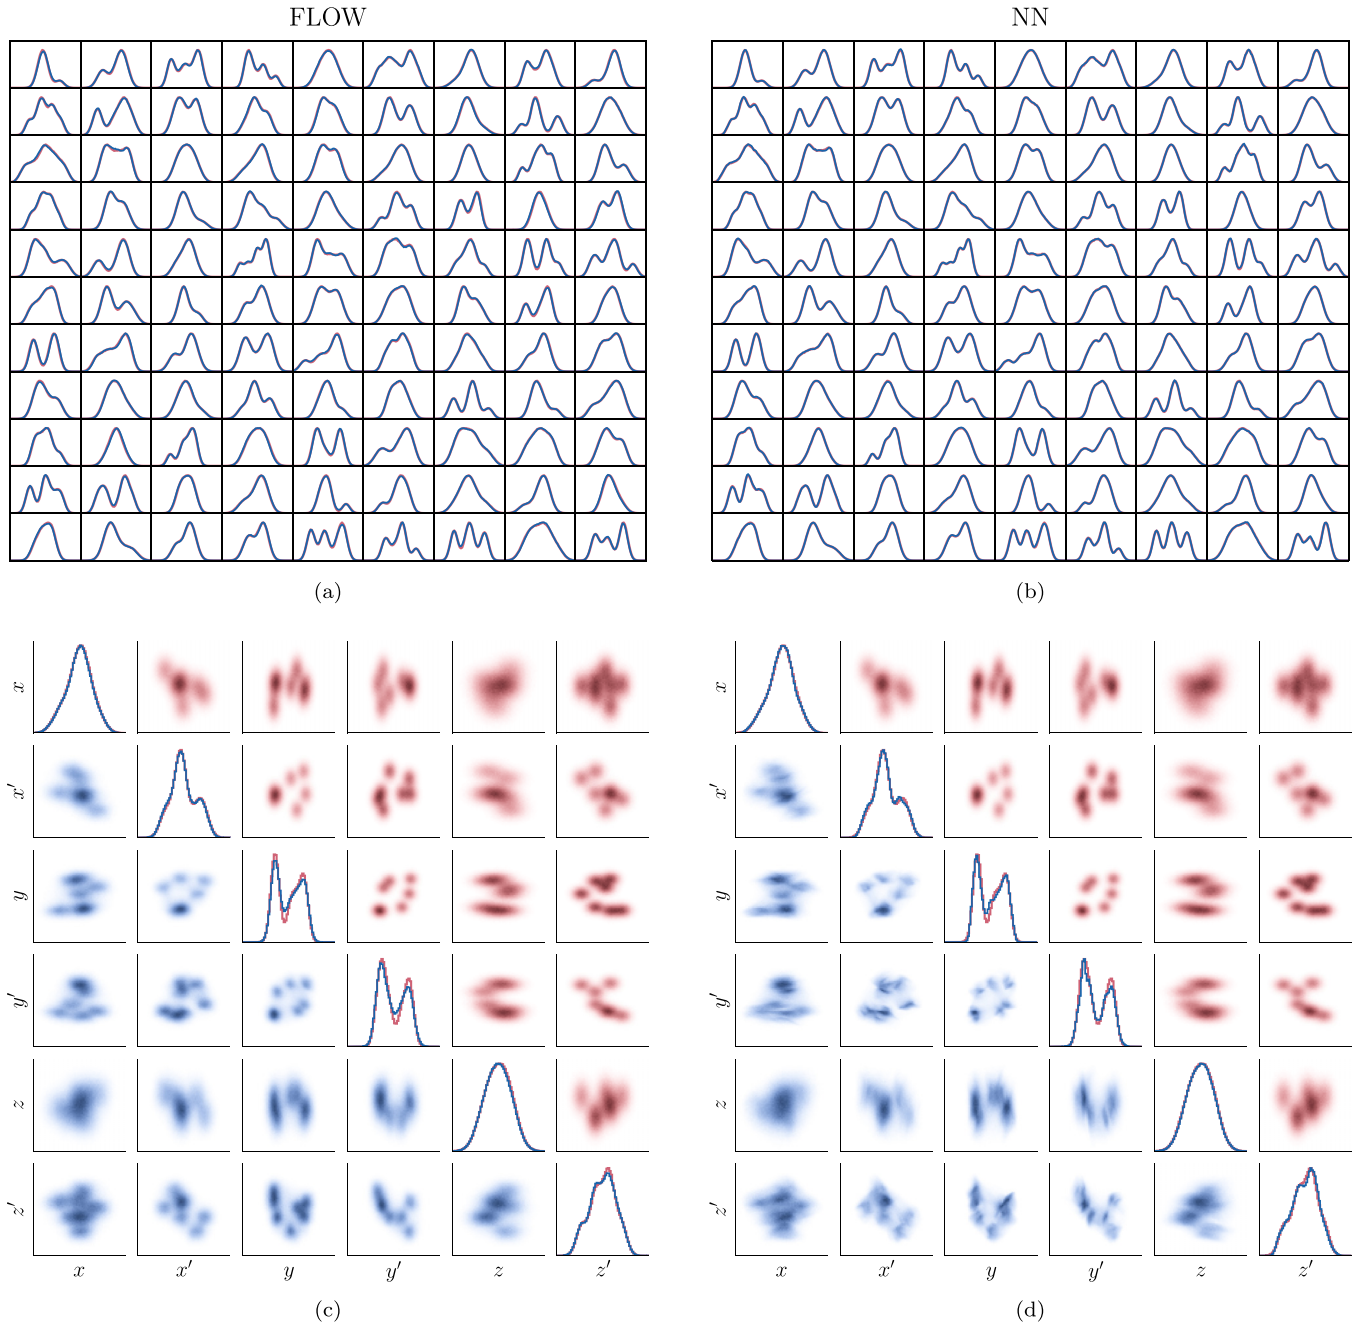 FLOW NN
(a) (b)
x x
x′ x′
y y
y′ y′
z z
z′ z′
x x′ y y′ z z′ x x′ y y′ z z′
(c) (d)